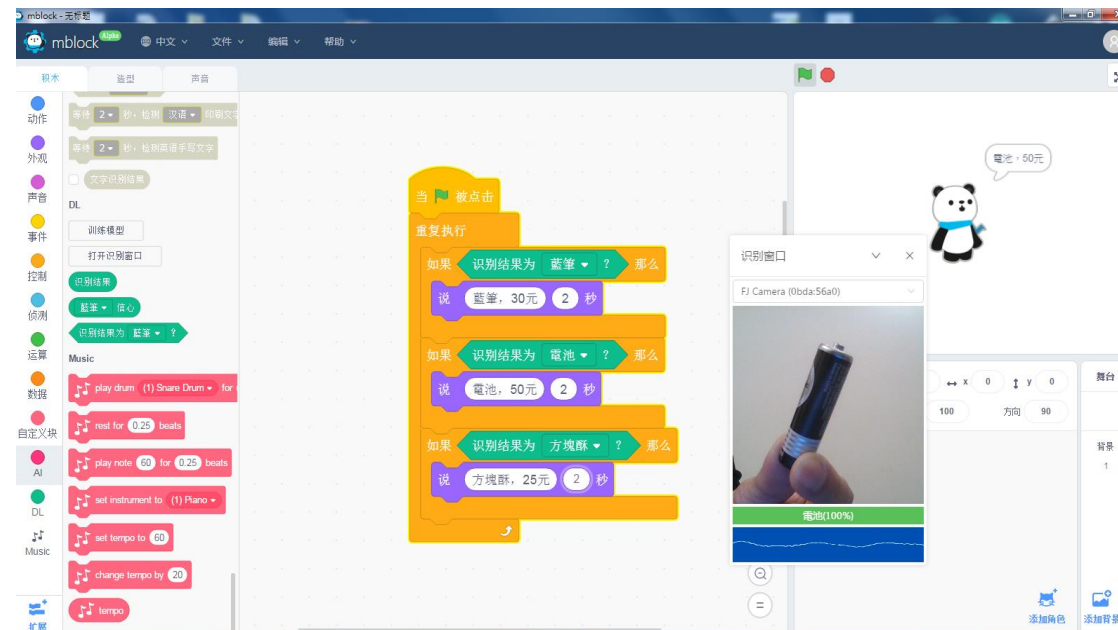 mblock - 无标题
mblock Alpha 中文 文件 编辑 帮助
积木 造型 声音
动作
外观
声音
事件
控制
侦测
运算
数据
自定义块
AI
DL
Music
扩展
等待 2 秒，检测 汉语 印刷文
等待 2 秒，检测英语手写文字
文字识别结果
DL
训练模型
打开识别窗口
识别结果
藍筆 信心
识别结果为 藍筆 ?
Music
play drum (1) Snare Drum for
rest for 0.25 beats
play note 60 for 0.25 beats
set instrument to (1) Piano
set tempo to 60
change tempo by 20
tempo
当 被点击
重复执行
如果 识别结果为 藍筆 ? 那么
说 藍筆，30元 2 秒
如果 识别结果为 電池 ? 那么
说 電池，50元 2 秒
如果 识别结果为 方塊酥 ? 那么
说 方塊酥，25元 2 秒
電池，50元
识别窗口
FJ Camera (0bda:56a0)
電池(100%)
x 0 y 0
100 方向 90
舞台
背景
1
添加角色
添加背景